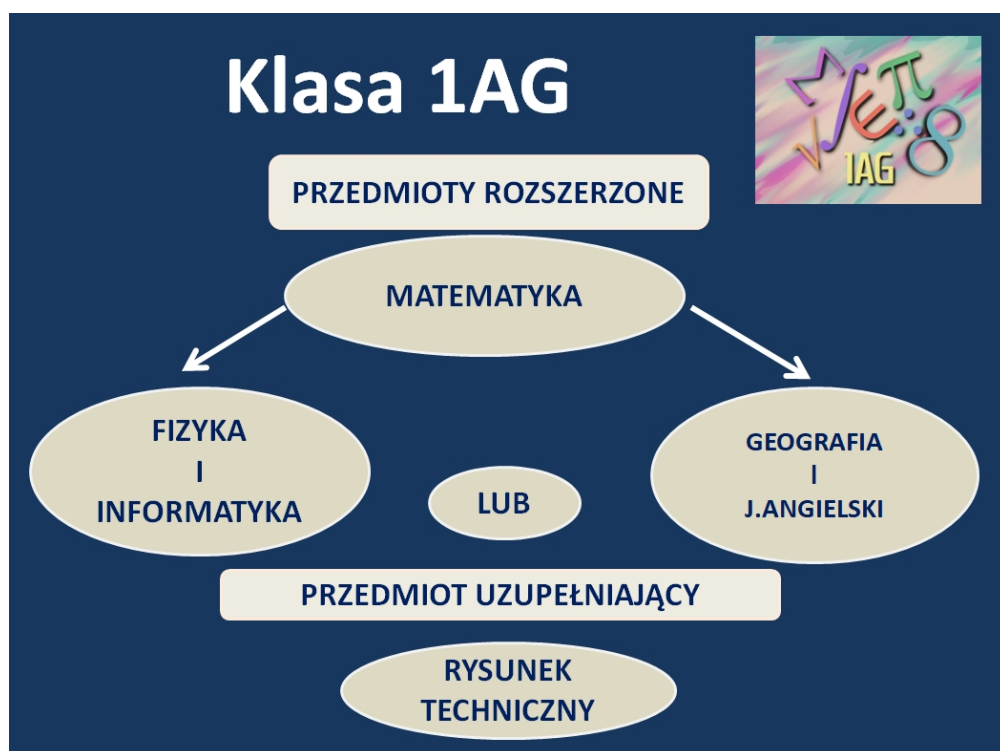 Klasa 1AG
1AG
PRZEDMIOTY ROZSZERZONE
MATEMATYKA
FIZYKA
I
INFORMATYKA
LUB
GEOGRAFIA
I
J.ANGIELSKI
PRZEDMIOT UZUPEŁNIAJĄCY
RYSUNEK
TECHNICZNY